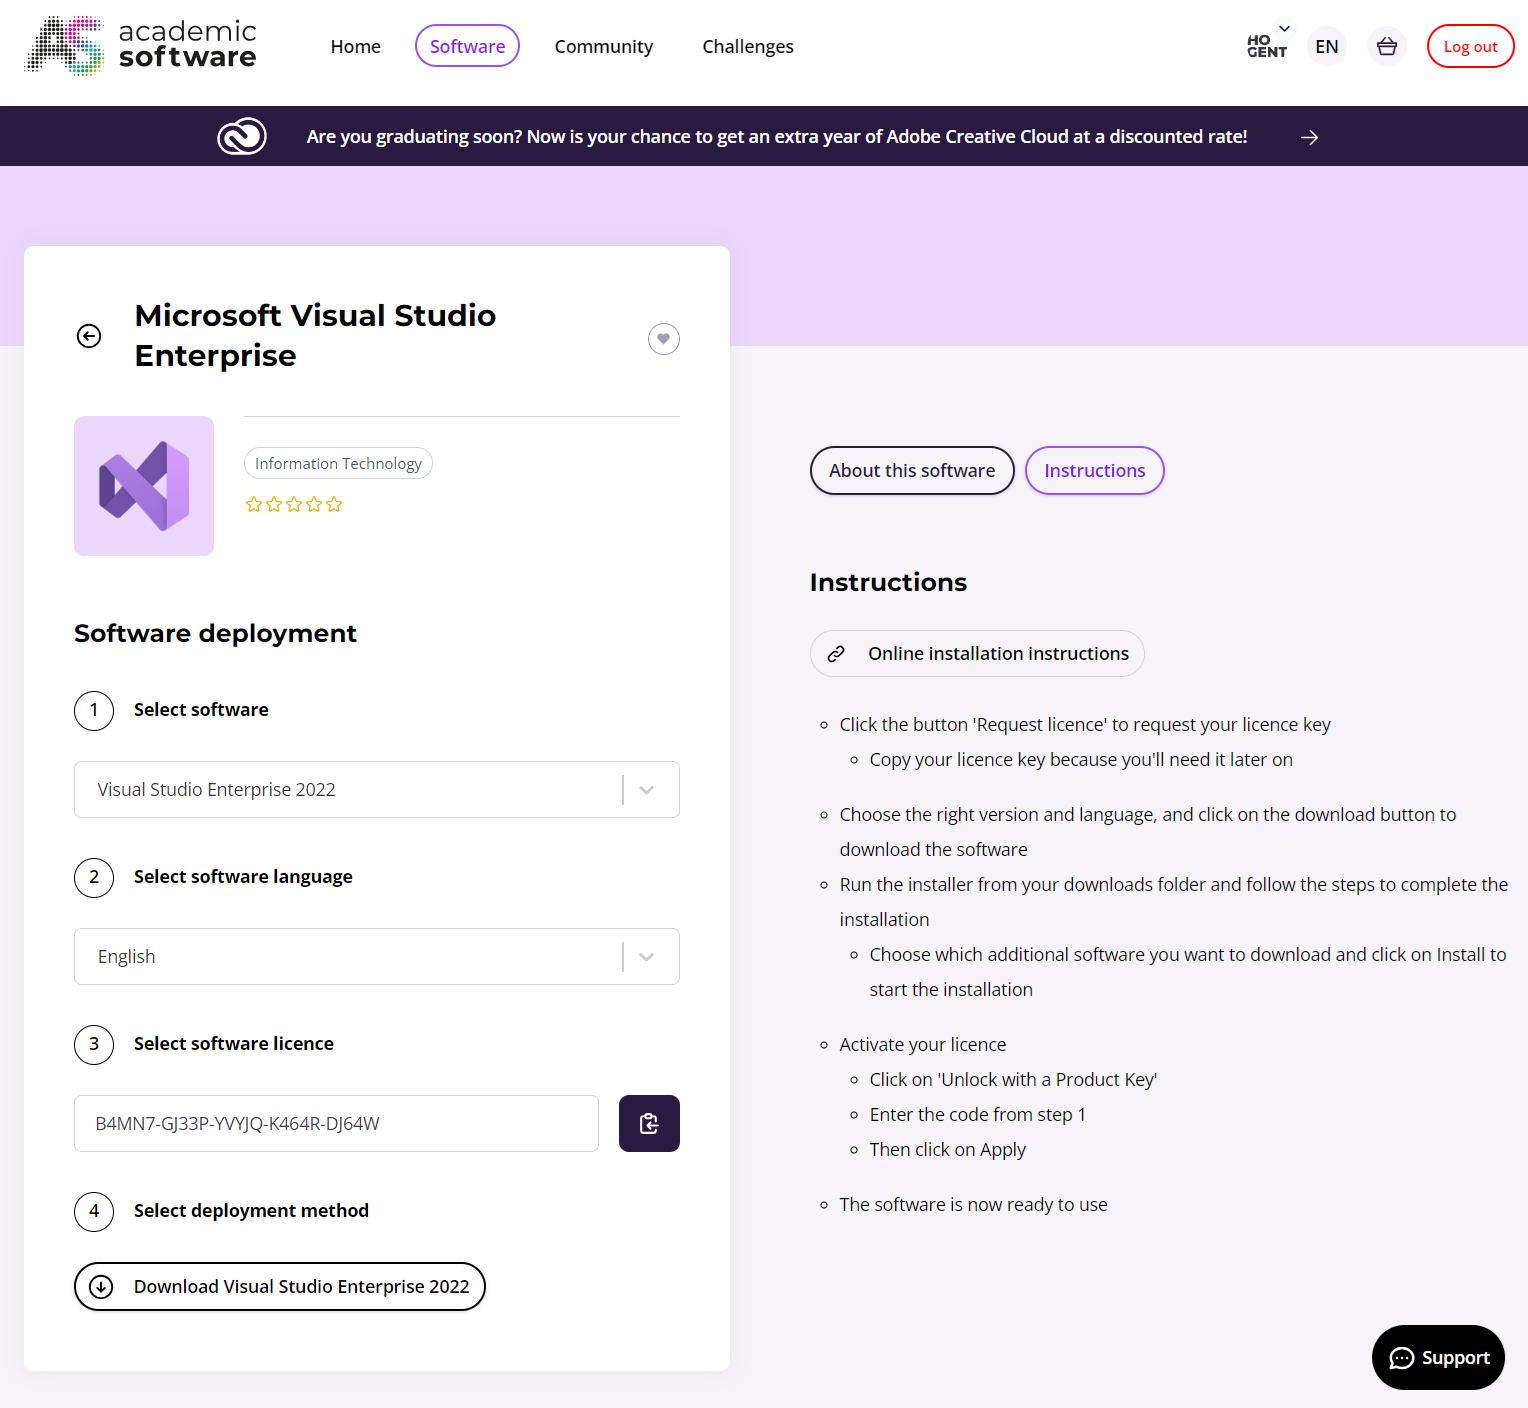 academic
software
Home
Software
Community
Challenges
HO
GENT
EN
Log out
Are you graduating soon? Now is your chance to get an extra year of Adobe Creative Cloud at a discounted rate!
Microsoft Visual Studio
Enterprise
Information Technology
Software deployment
1
Select software
Visual Studio Enterprise 2022
2
Select software language
English
3
Select software licence
B4MN7-GJ33P-YVYJQ-K464R-DJ64W
4
Select deployment method
Download Visual Studio Enterprise 2022
About this software
Instructions
Instructions
Online installation instructions
Click the button 'Request licence' to request your licence key
Copy your licence key because you'll need it later on
Choose the right version and language, and click on the download button to
download the software
Run the installer from your downloads folder and follow the steps to complete the
installation
Choose which additional software you want to download and click on Install to
start the installation
Activate your licence
Click on 'Unlock with a Product Key'
Enter the code from step 1
Then click on Apply
The software is now ready to use
Support